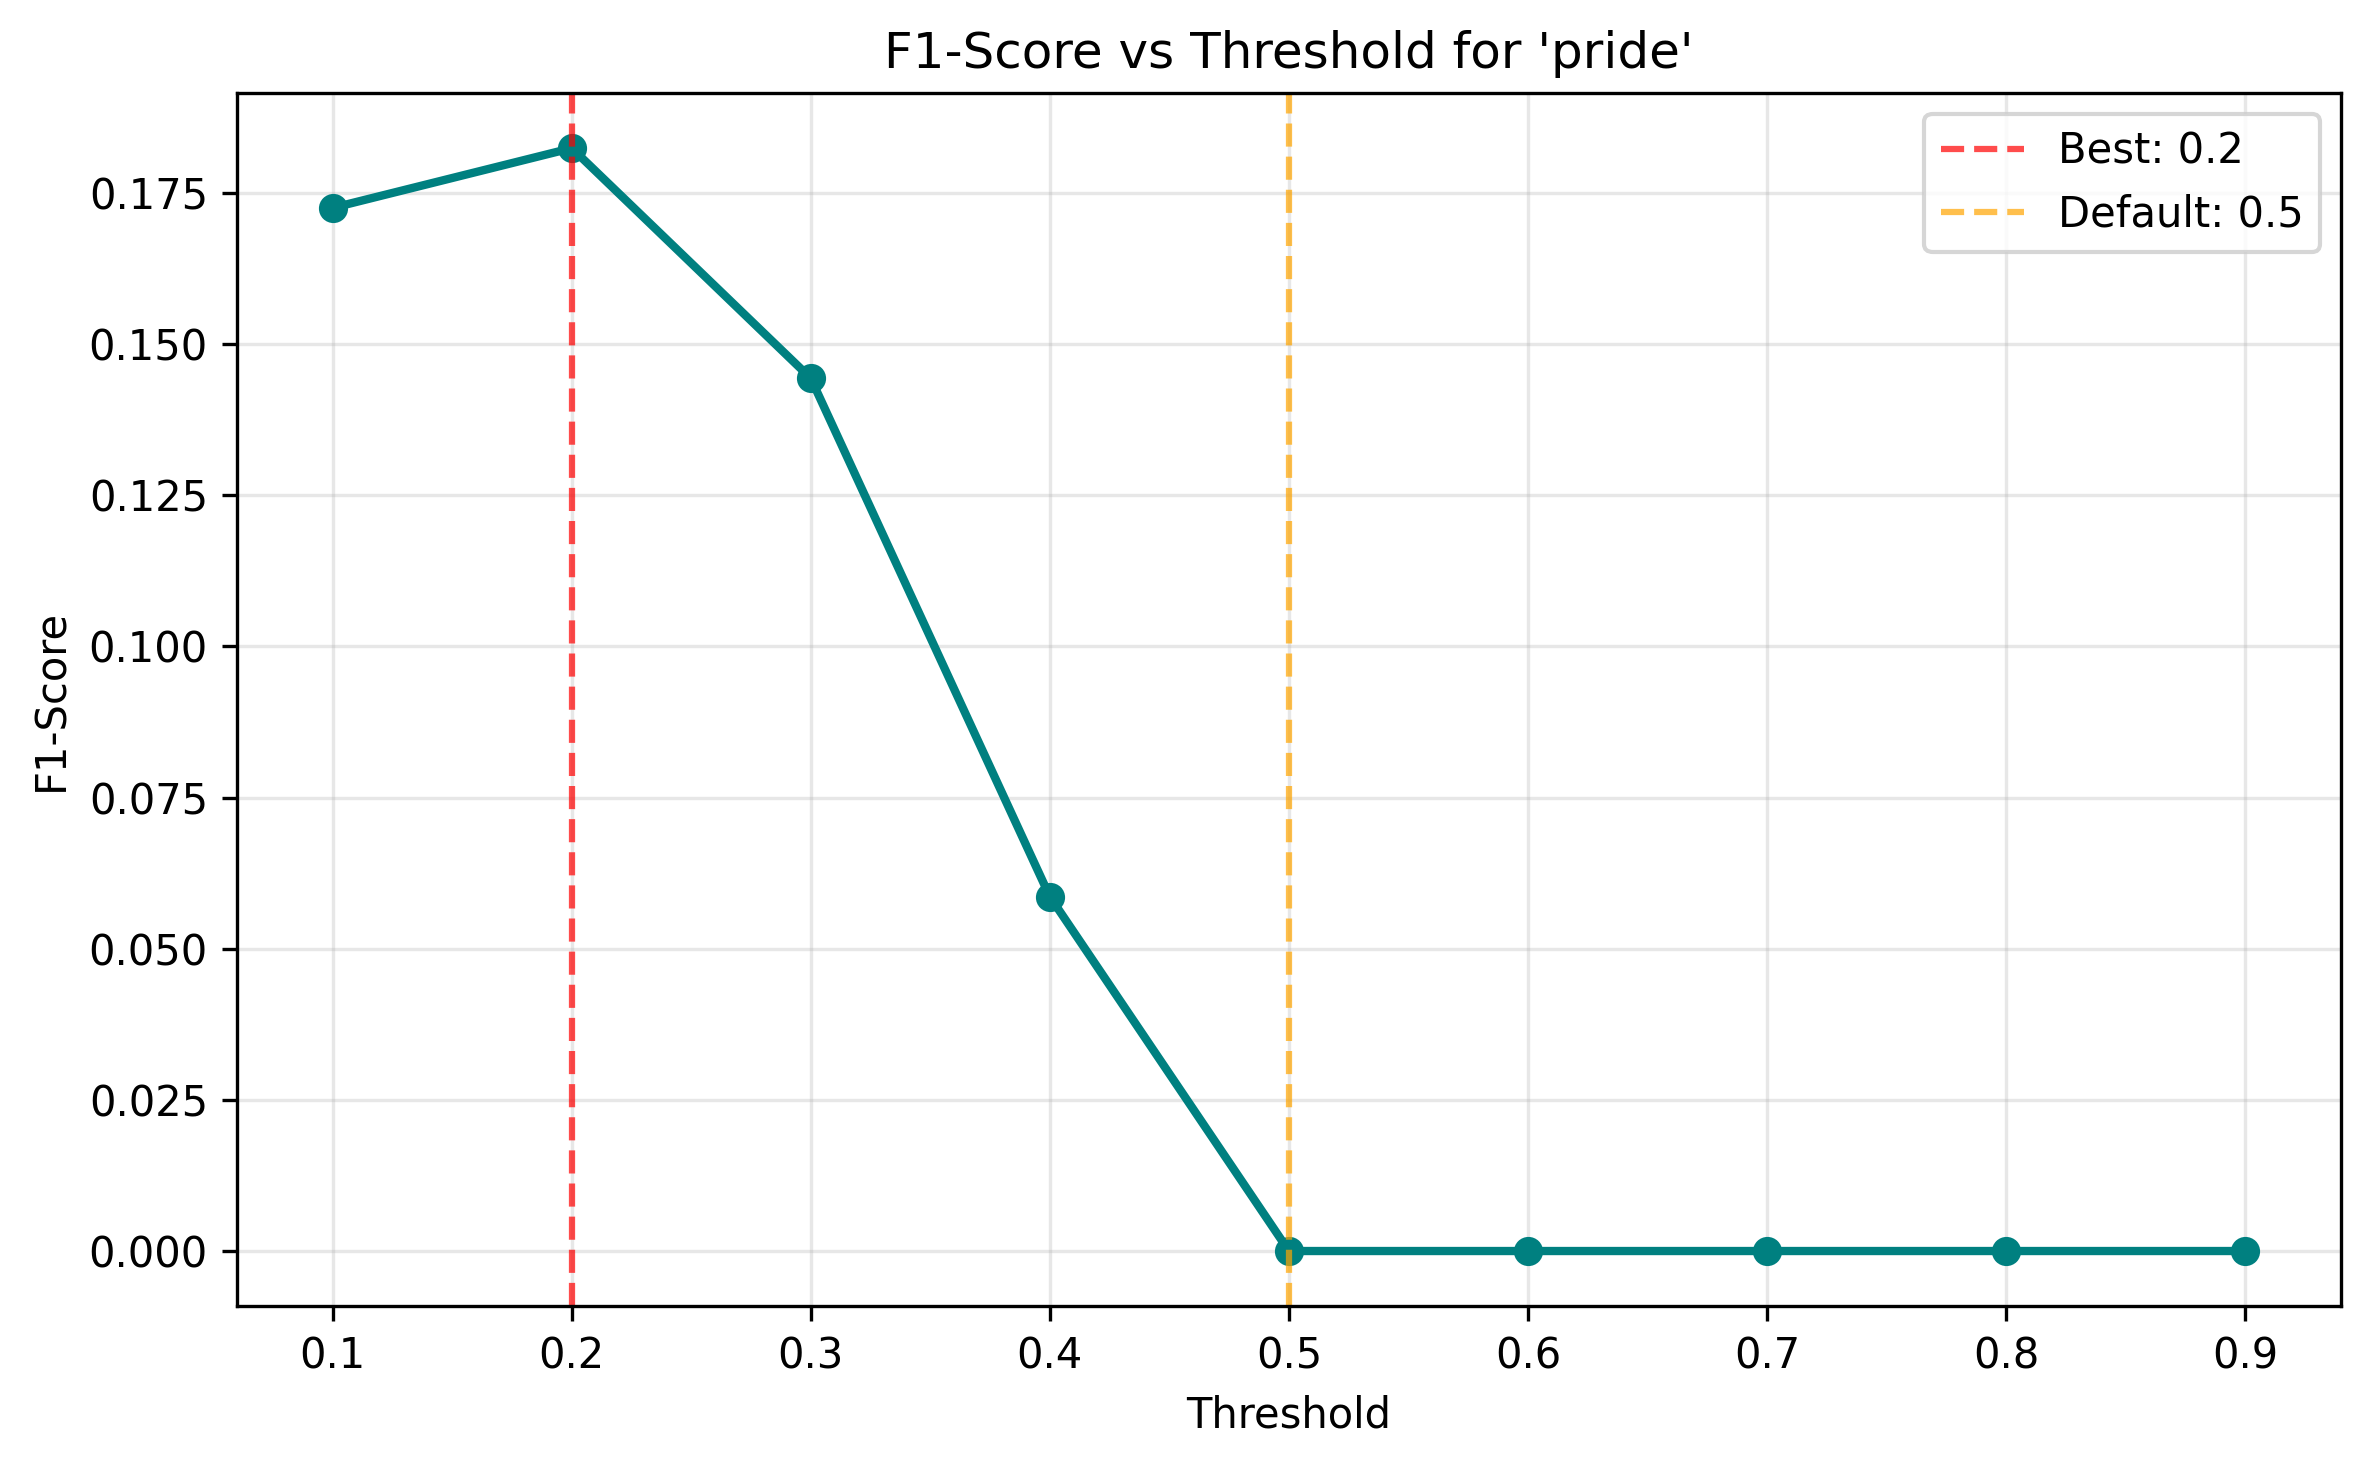 F1-Score vs Threshold for 'pride'
Best: 0.2
Default: 0.5
F1-Score
0.175
0.150
0.125
0.100
0.075
0.050
0.025
0.000
0.1 0.2 0.3 0.4 0.5 0.6 0.7 0.8 0.9
Threshold